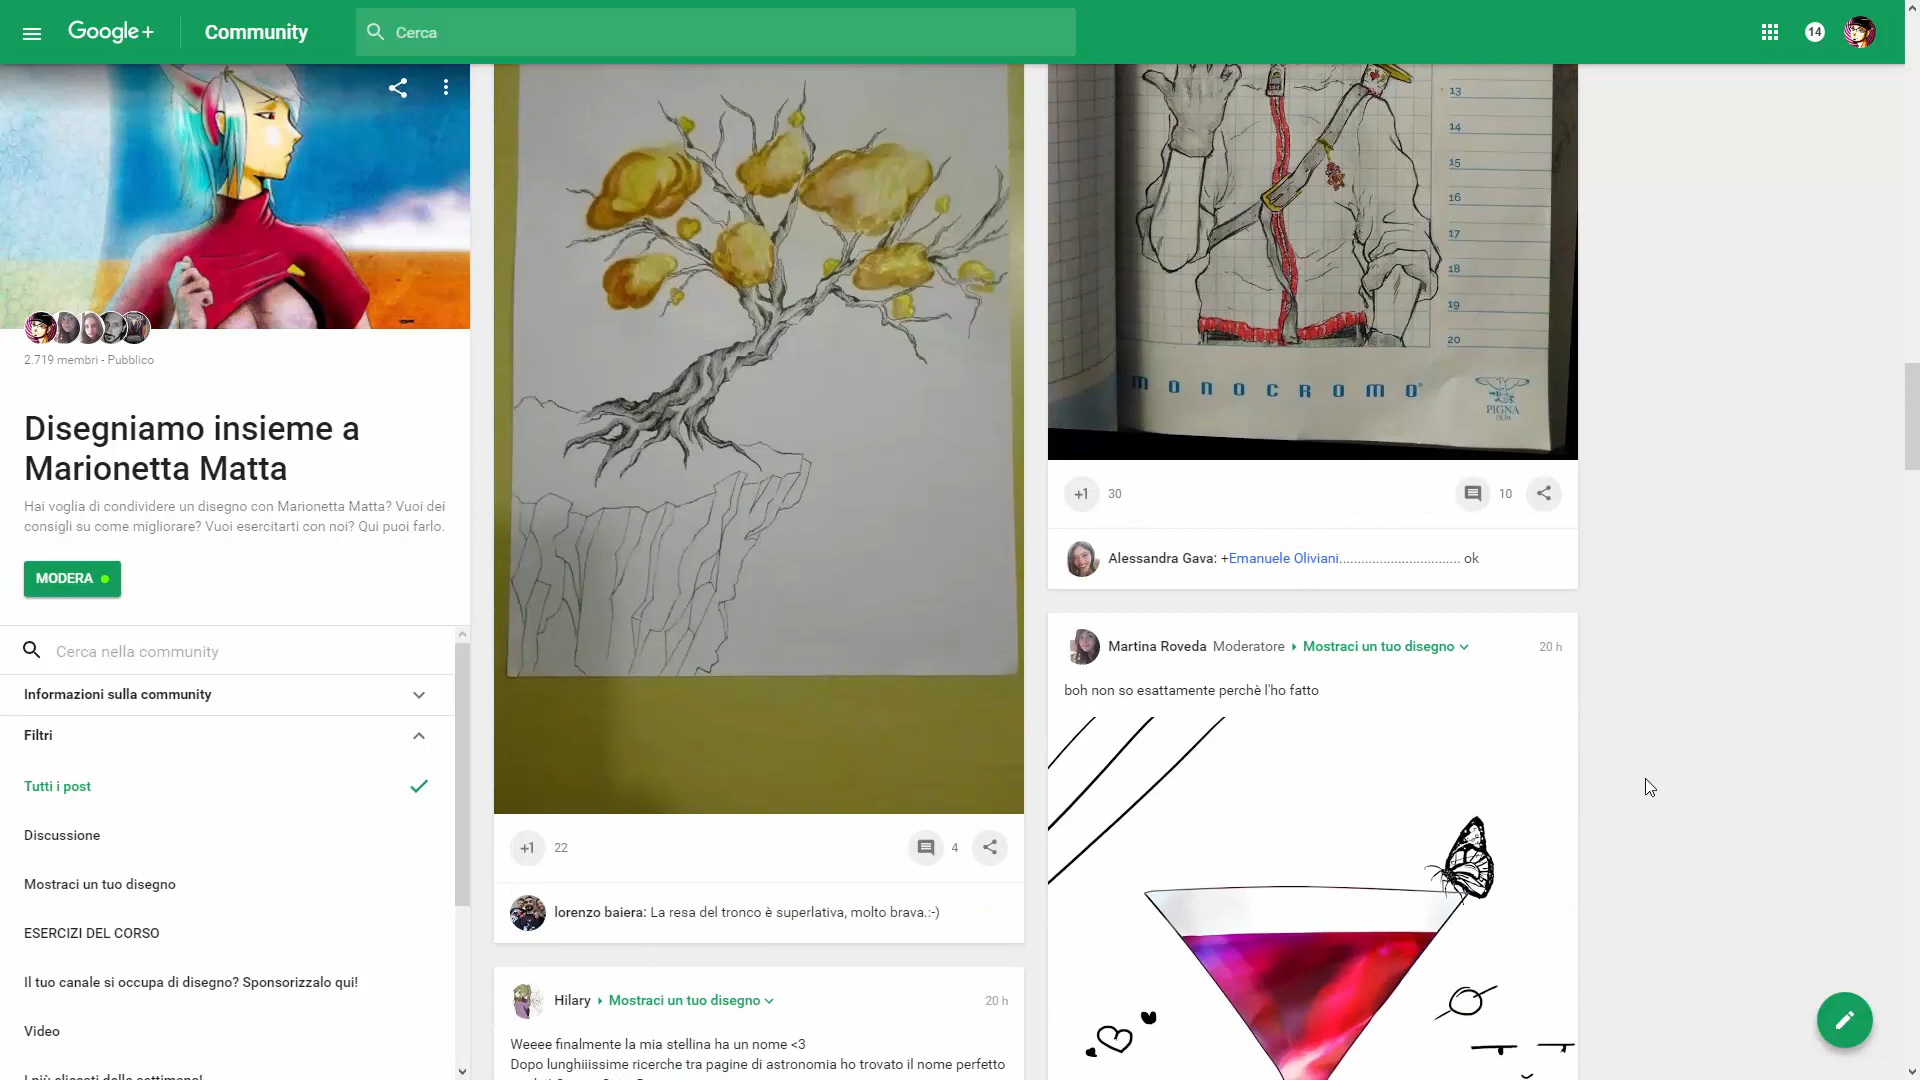 Google+
Community
Cerca
14
2.719 membri - Pubblico
Disegniamo insieme a
Marionetta Matta
Hai voglia di condividere un disegno con Marionetta Matta? Vuoi dei
consigli su come migliorare? Vuoi esercitarti con noi? Qui puoi farlo.
MODERA
Cerca nella community
Informazioni sulla community
Filtri
Tutti i post
Discussione
Mostraci un tuo disegno
ESERCIZI DEL CORSO
Il tuo canale si occupa di disegno? Sponsorizzalo qui!
Video
+1 22
4
lorenzo baiera: La resa del tronco è superlativa, molto brava.:-)
Hilary
Mostraci un tuo disegno
20 h
Weeee finalmente la mia stellina ha un nome <3
Dopo lunghiiissime ricerche tra pagine di astronomia ho trovato il nome perfetto
13
14
15
16
17
18
19
20
MONOCROMO
PIGNA
+1 30
10
Alessandra Gava: +Emanuele Oliviani................................. ok
Martina Roveda Moderatore
Mostraci un tuo disegno
20 h
boh non so esattamente perchè l'ho fatto